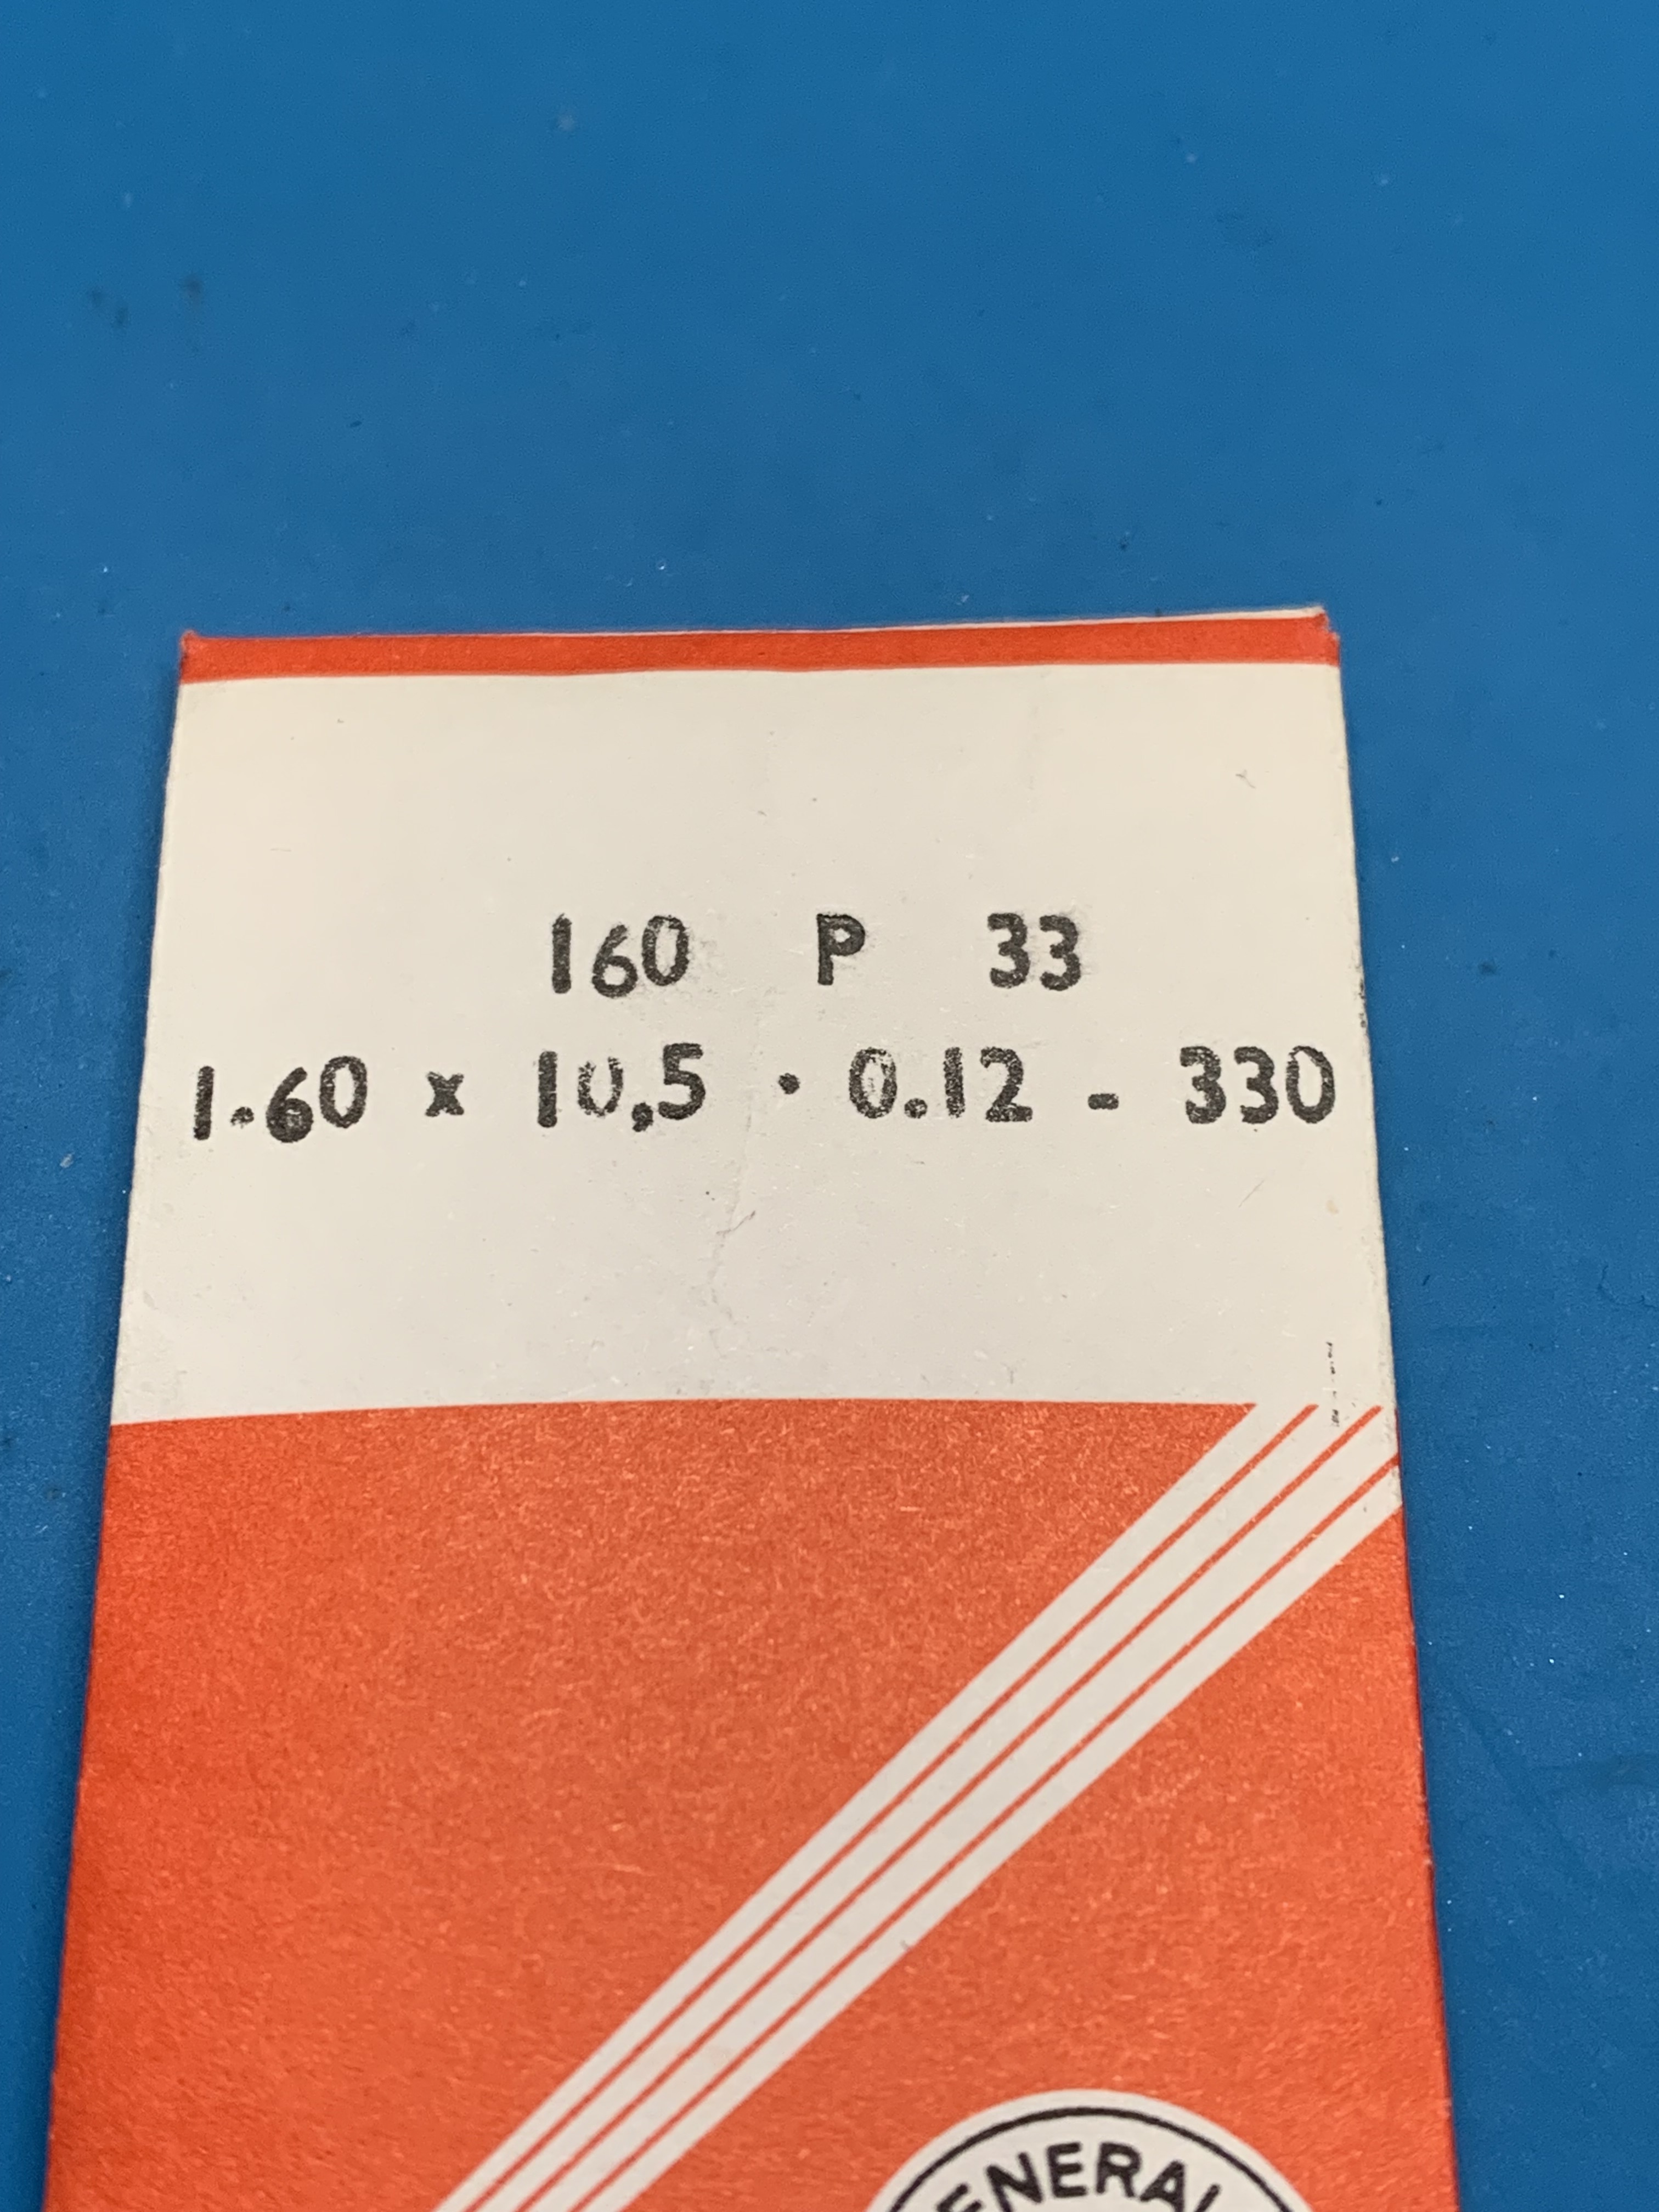 160 P 33
1.60 x 10,5 · 0.12 - 330
ENERAL